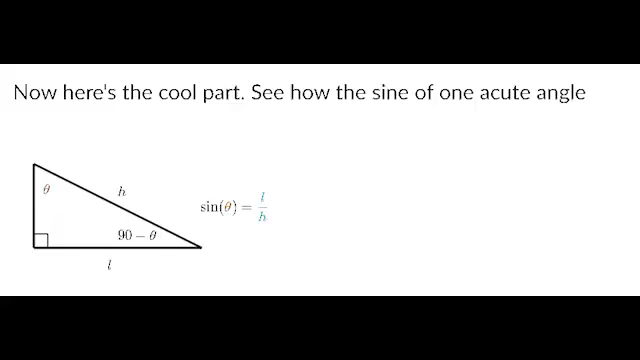 Now here's the cool part. See how the sine of one acute angle
θ
h
sin(θ) = l/h
90 − θ
l